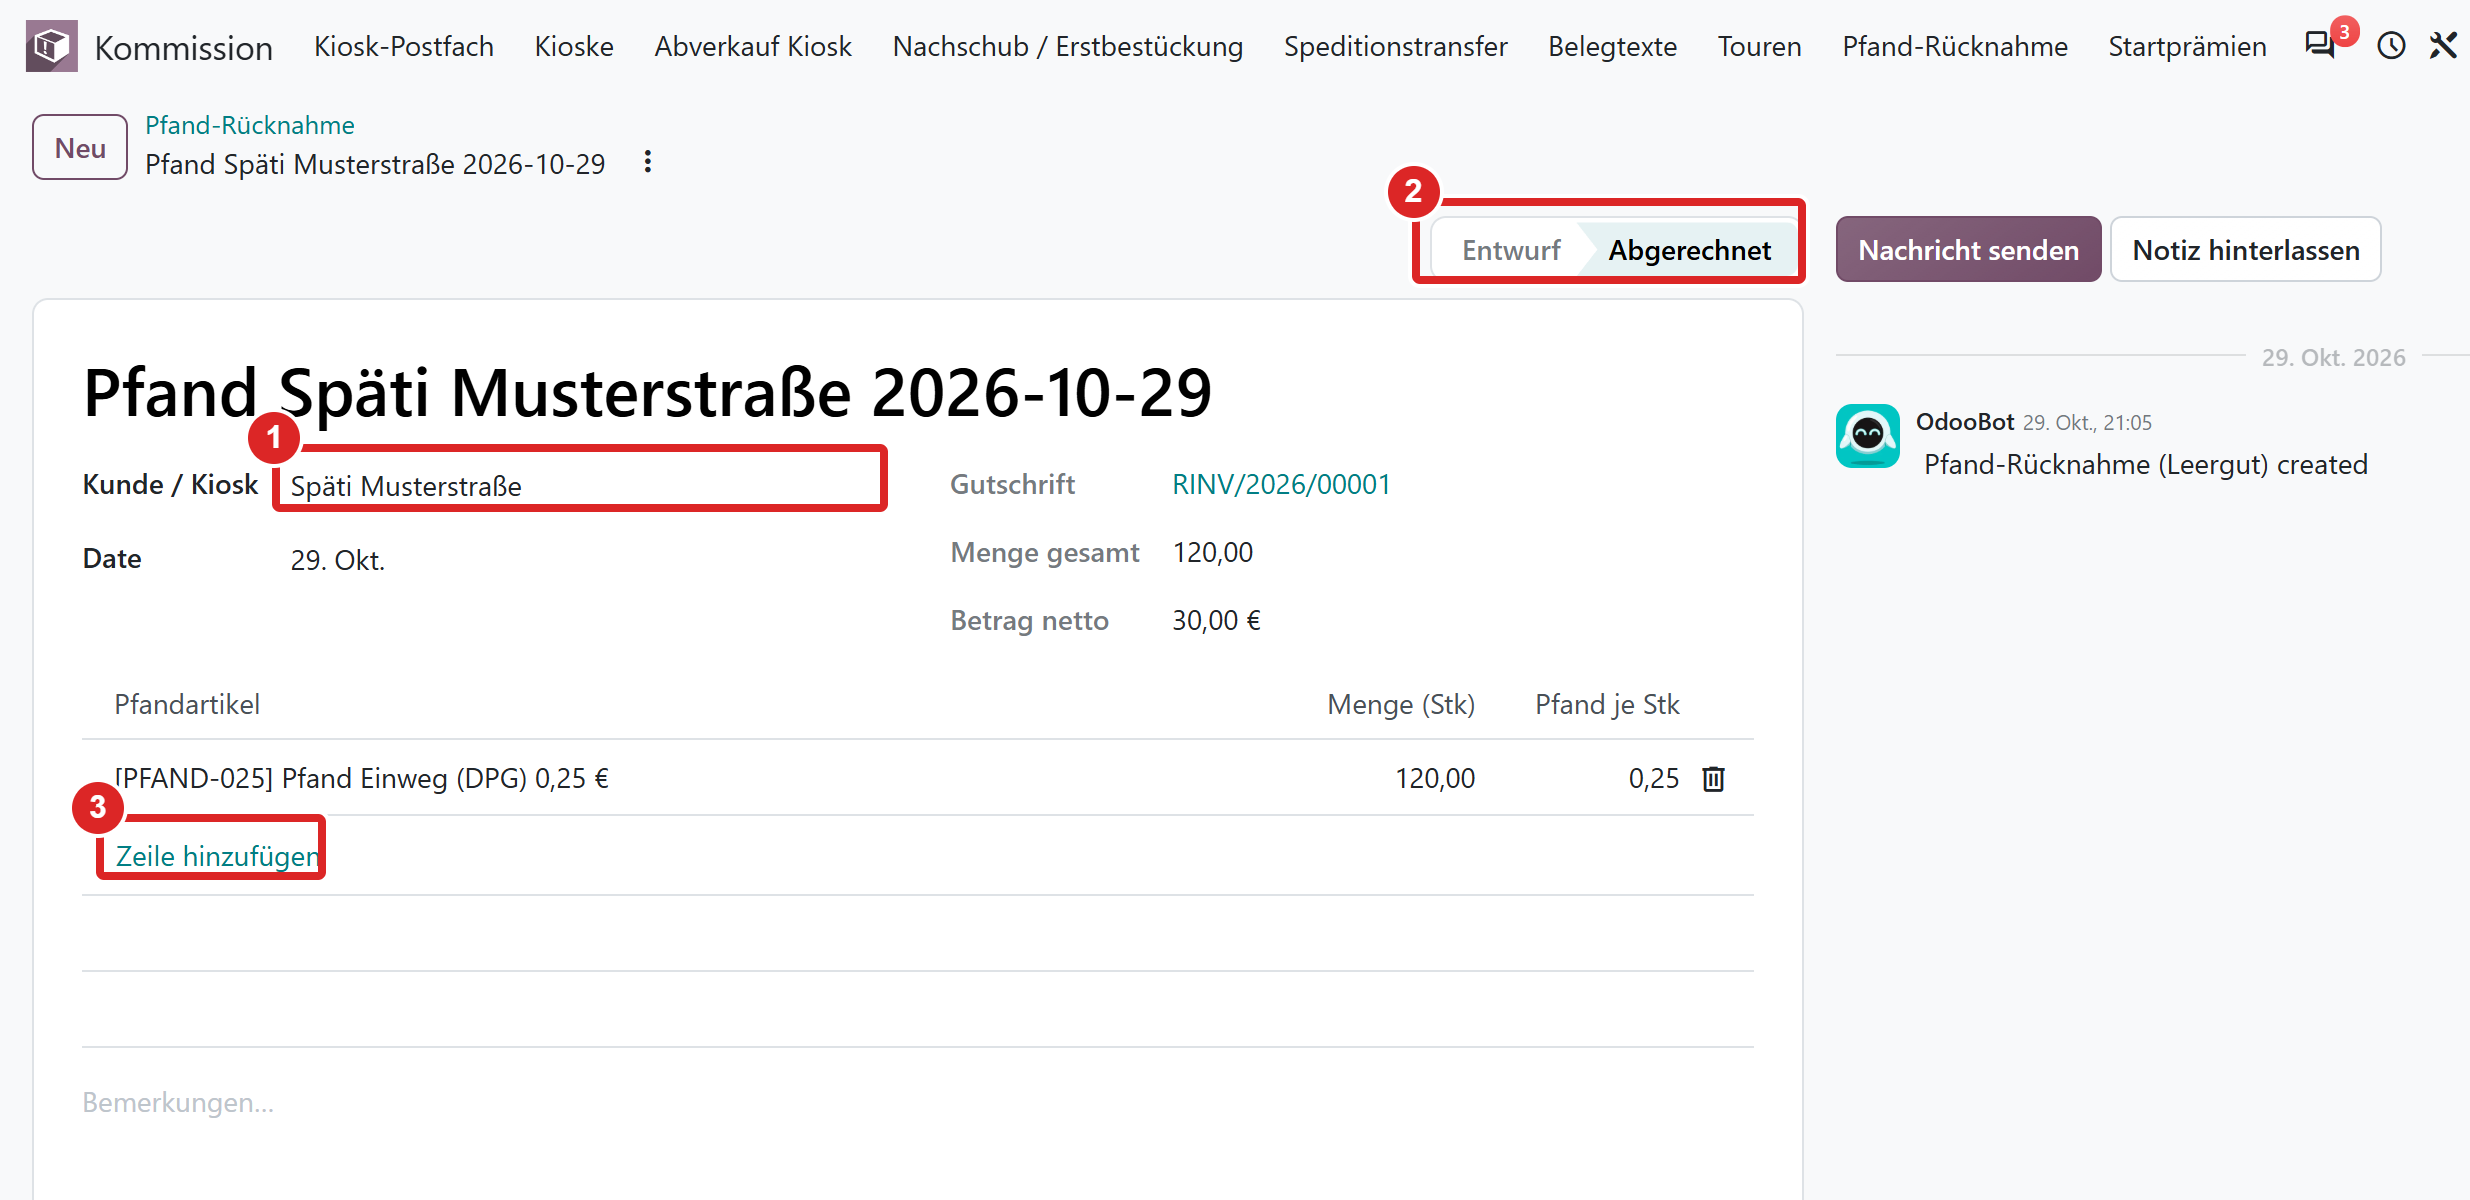 Kommission Kiosk-Postfach Kioske Abverkauf Kiosk Nachschub / Erstbestückung Speditionstransfer Belegtexte Touren Pfand-Rücknahme Startprämien 3
Neu
Pfand-Rücknahme
Pfand Späti Musterstraße 2026-10-29
2
Entwurf Abgerechnet
Nachricht senden Notiz hinterlassen
Pfand Späti Musterstraße 2026-10-29
1
Kunde / Kiosk Späti Musterstraße
Date 29. Okt.
Gutschrift RINV/2026/00001
Menge gesamt 120,00
Betrag netto 30,00 €
Pfandartikel Menge (Stk) Pfand je Stk
[PFAND-025] Pfand Einweg (DPG) 0,25 € 120,00 0,25
3
Zeile hinzufügen
Bemerkungen...
29. Okt. 2026
OdooBot 29. Okt., 21:05
Pfand-Rücknahme (Leergut) created